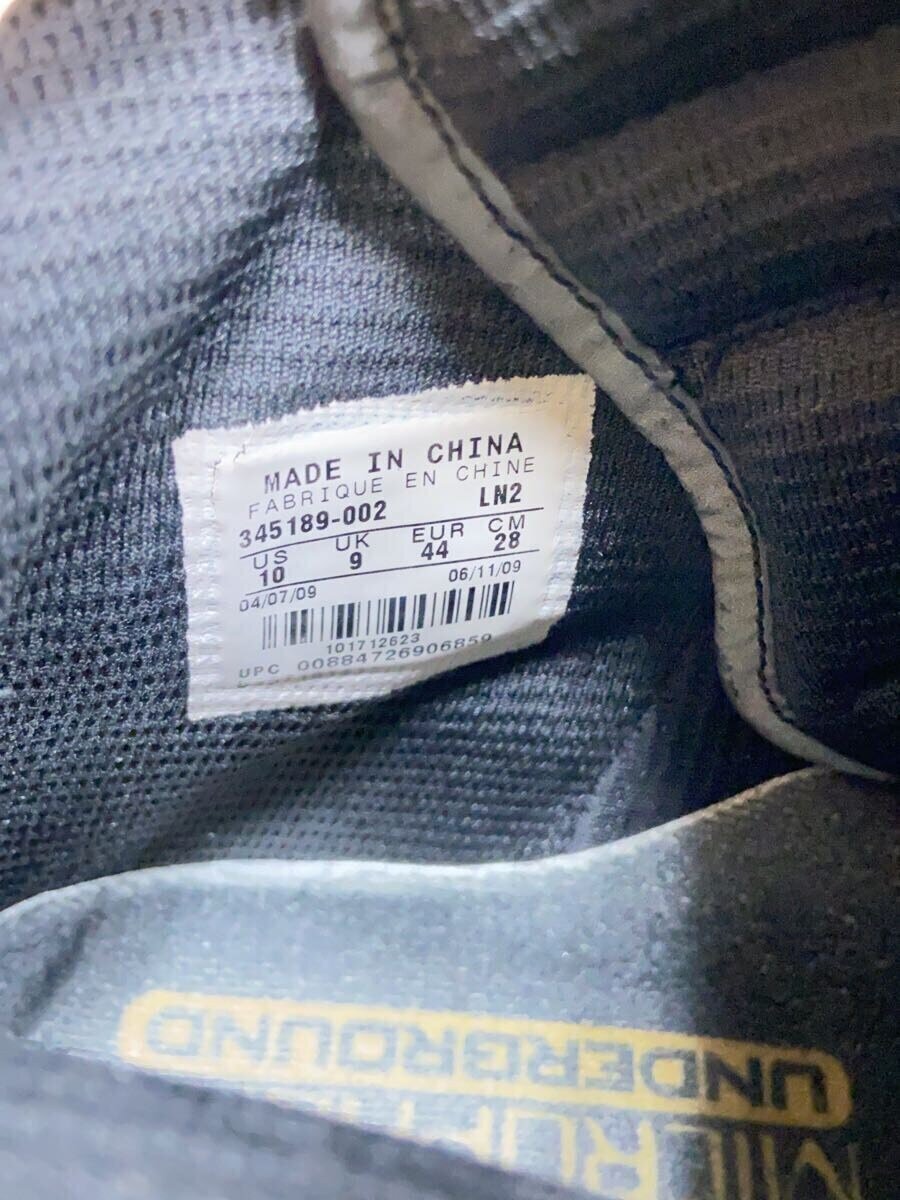 MADE IN CHINA
FABRIQUE EN CHINE
345189-002 LN2
US UK EUR CM
10 9 44 28
04/07/09 06/11/09
101712623
UPC 00884726906859
UNDERGROUND